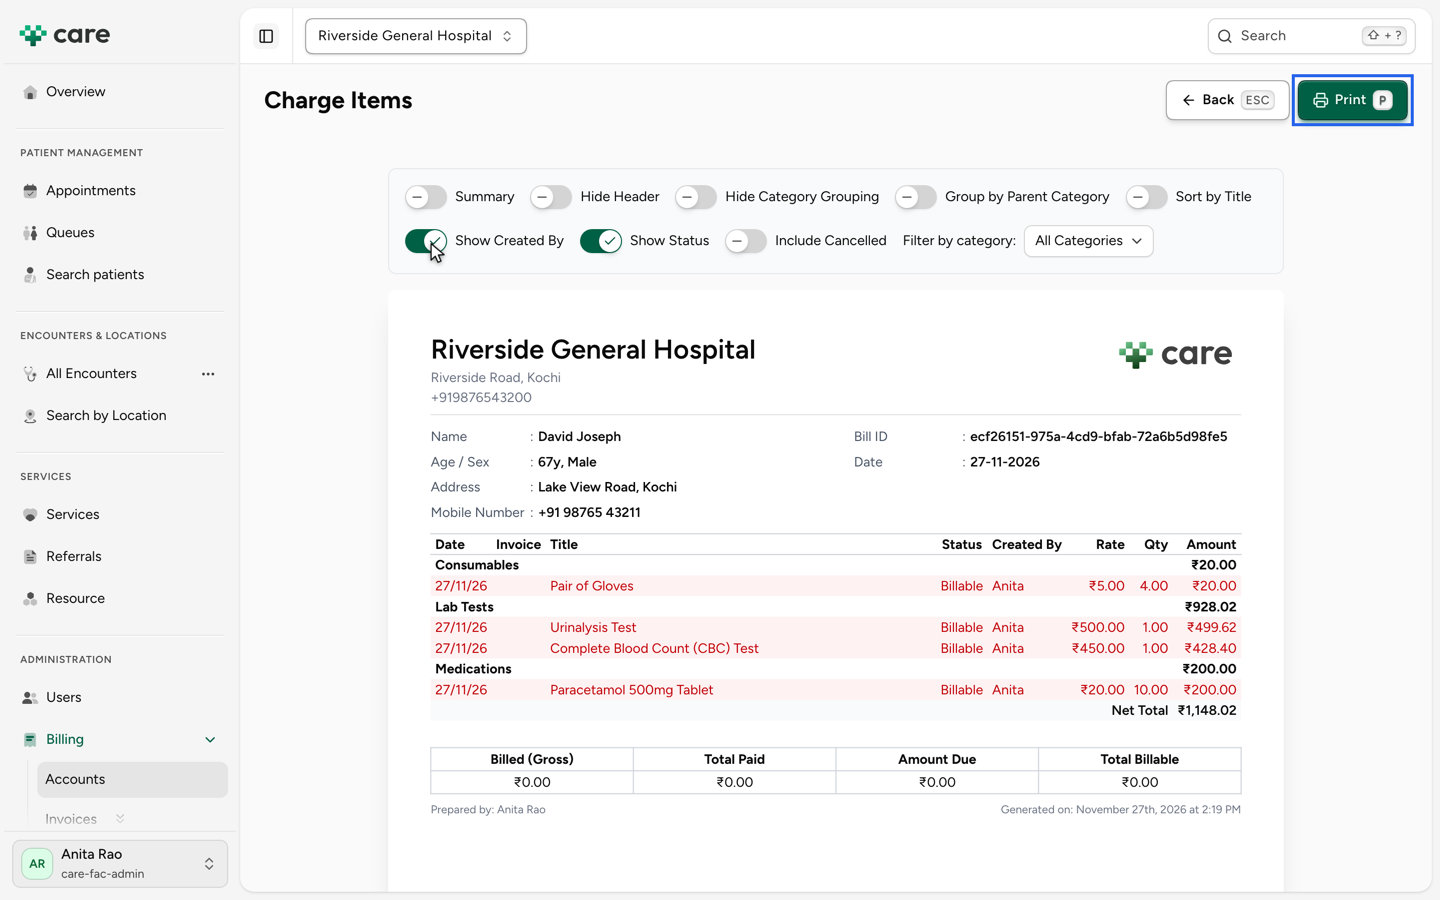 care
Riverside General Hospital
Search
⇧ + ?
Overview
Charge Items
Back ESC
Print P
PATIENT MANAGEMENT
Appointments
Queues
Search patients
ENCOUNTERS & LOCATIONS
All Encounters
Search by Location
SERVICES
Services
Referrals
Resource
ADMINISTRATION
Users
Billing
Accounts
Invoices
AR
Anita Rao
care-fac-admin
Summary Hide Header Hide Category Grouping Group by Parent Category Sort by Title
Show Created By Show Status Include Cancelled Filter by category: All Categories
Riverside General Hospital
care
Riverside Road, Kochi
+919876543200
Name : David Joseph Bill ID : ecf26151-975a-4cd9-bfab-72a6b5d98fe5
Age / Sex : 67y, Male Date : 27-11-2026
Address : Lake View Road, Kochi
Mobile Number : +91 98765 43211
Date Invoice Title Status Created By Rate Qty Amount
Consumables ₹20.00
27/11/26 Pair of Gloves Billable Anita ₹5.00 4.00 ₹20.00
Lab Tests ₹928.02
27/11/26 Urinalysis Test Billable Anita ₹500.00 1.00 ₹499.62
27/11/26 Complete Blood Count (CBC) Test Billable Anita ₹450.00 1.00 ₹428.40
Medications ₹200.00
27/11/26 Paracetamol 500mg Tablet Billable Anita ₹20.00 10.00 ₹200.00
Net Total ₹1,148.02
Billed (Gross) Total Paid Amount Due Total Billable
₹0.00 ₹0.00 ₹0.00 ₹0.00
Prepared by: Anita Rao Generated on: November 27th, 2026 at 2:19 PM